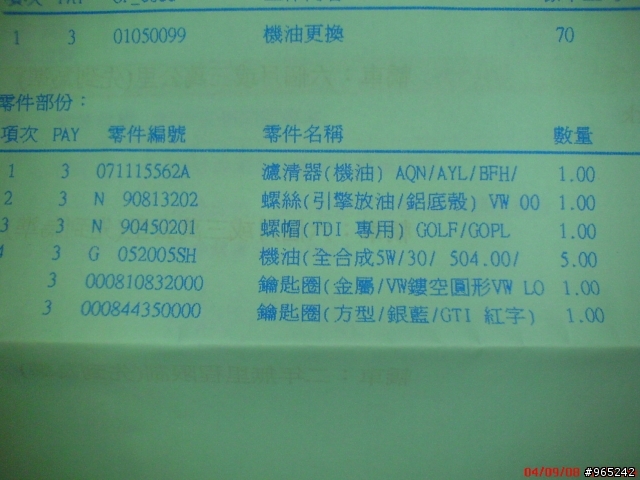 項次 PAY
1 3 01050099 機油更換 70
零件部份：
項次 PAY 零件編號 零件名稱 數量
1 3 071115562A 濾清器(機油) AQN/AYL/BFH/ 1.00
2 3 N 90813202 螺絲(引擎放油/鋁底殼) VW 00 1.00
3 3 N 90450201 螺帽(TDI 專用) GOLF/GOPL 1.00
4 3 G 052005SH 機油(全合成5W/30/ 504.00/ 5.00
3 000810832000 鑰匙圈(金屬/VW鏤空圓形VW LO 1.00
3 000844350000 鑰匙圈(方型/銀藍/GTI 紅字) 1.00
04/09/08 #965242